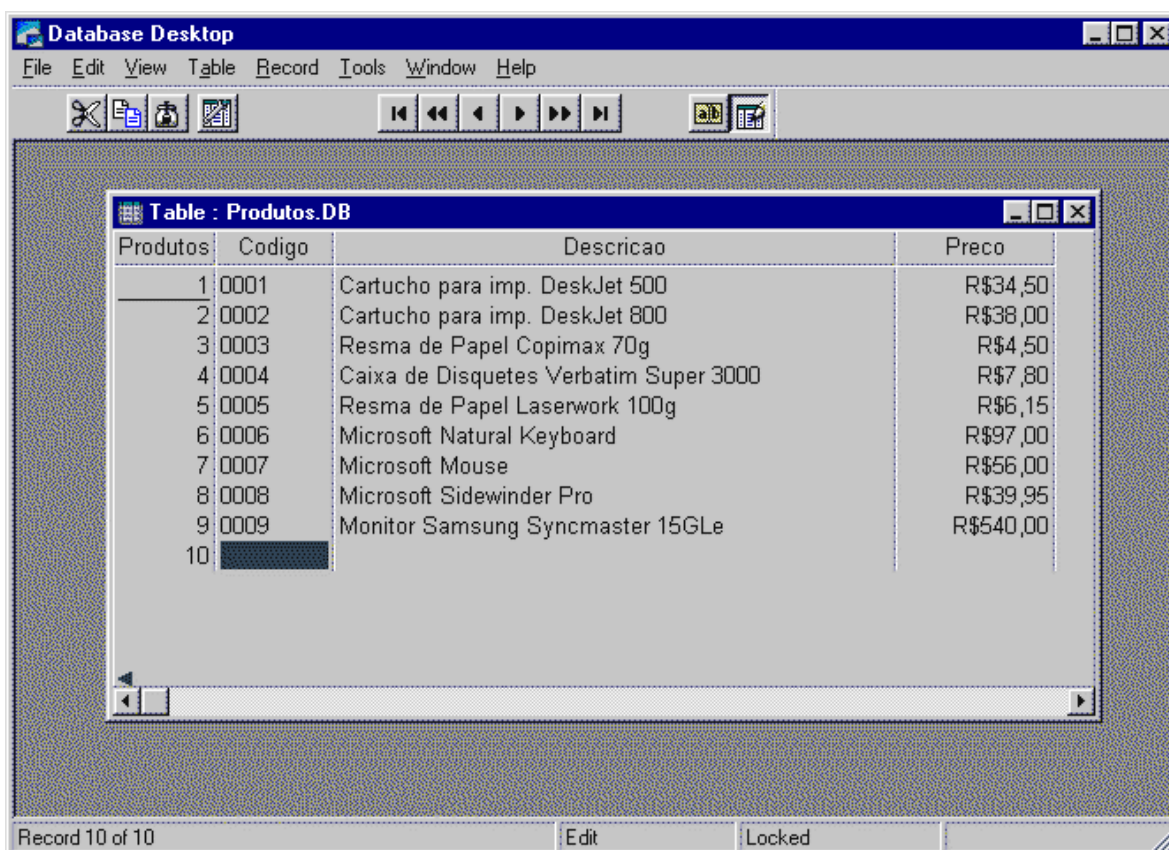 Database Desktop
File Edit View Table Record Tools Window Help
a|b
Table : Produtos.DB
Produtos Codigo Descricao Preco
1 0001 Cartucho para imp. DeskJet 500 R$34,50
2 0002 Cartucho para imp. DeskJet 800 R$38,00
3 0003 Resma de Papel Copimax 70g R$4,50
4 0004 Caixa de Disquetes Verbatim Super 3000 R$7,80
5 0005 Resma de Papel Laserwork 100g R$6,15
6 0006 Microsoft Natural Keyboard R$97,00
7 0007 Microsoft Mouse R$56,00
8 0008 Microsoft Sidewinder Pro R$39,95
9 0009 Monitor Samsung Syncmaster 15GLe R$540,00
10
Record 10 of 10 Edit Locked